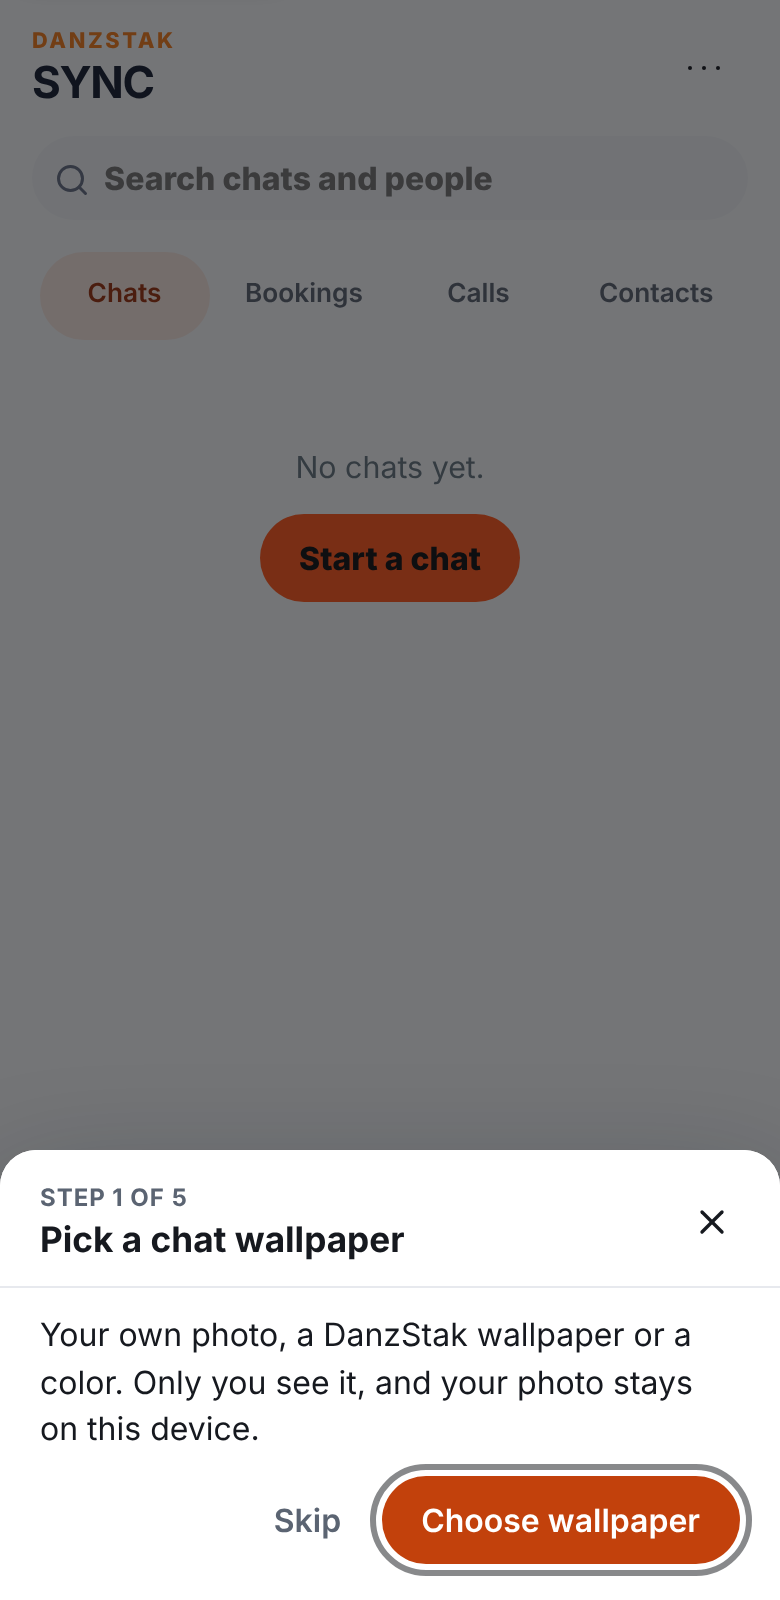 DANZSTAK
SYNC
Search chats and people
Chats
Bookings
Calls
Contacts
No chats yet.
Start a chat
STEP 1 OF 5
Pick a chat wallpaper
Your own photo, a DanzStak wallpaper or a
color. Only you see it, and your photo stays
on this device.
Skip
Choose wallpaper